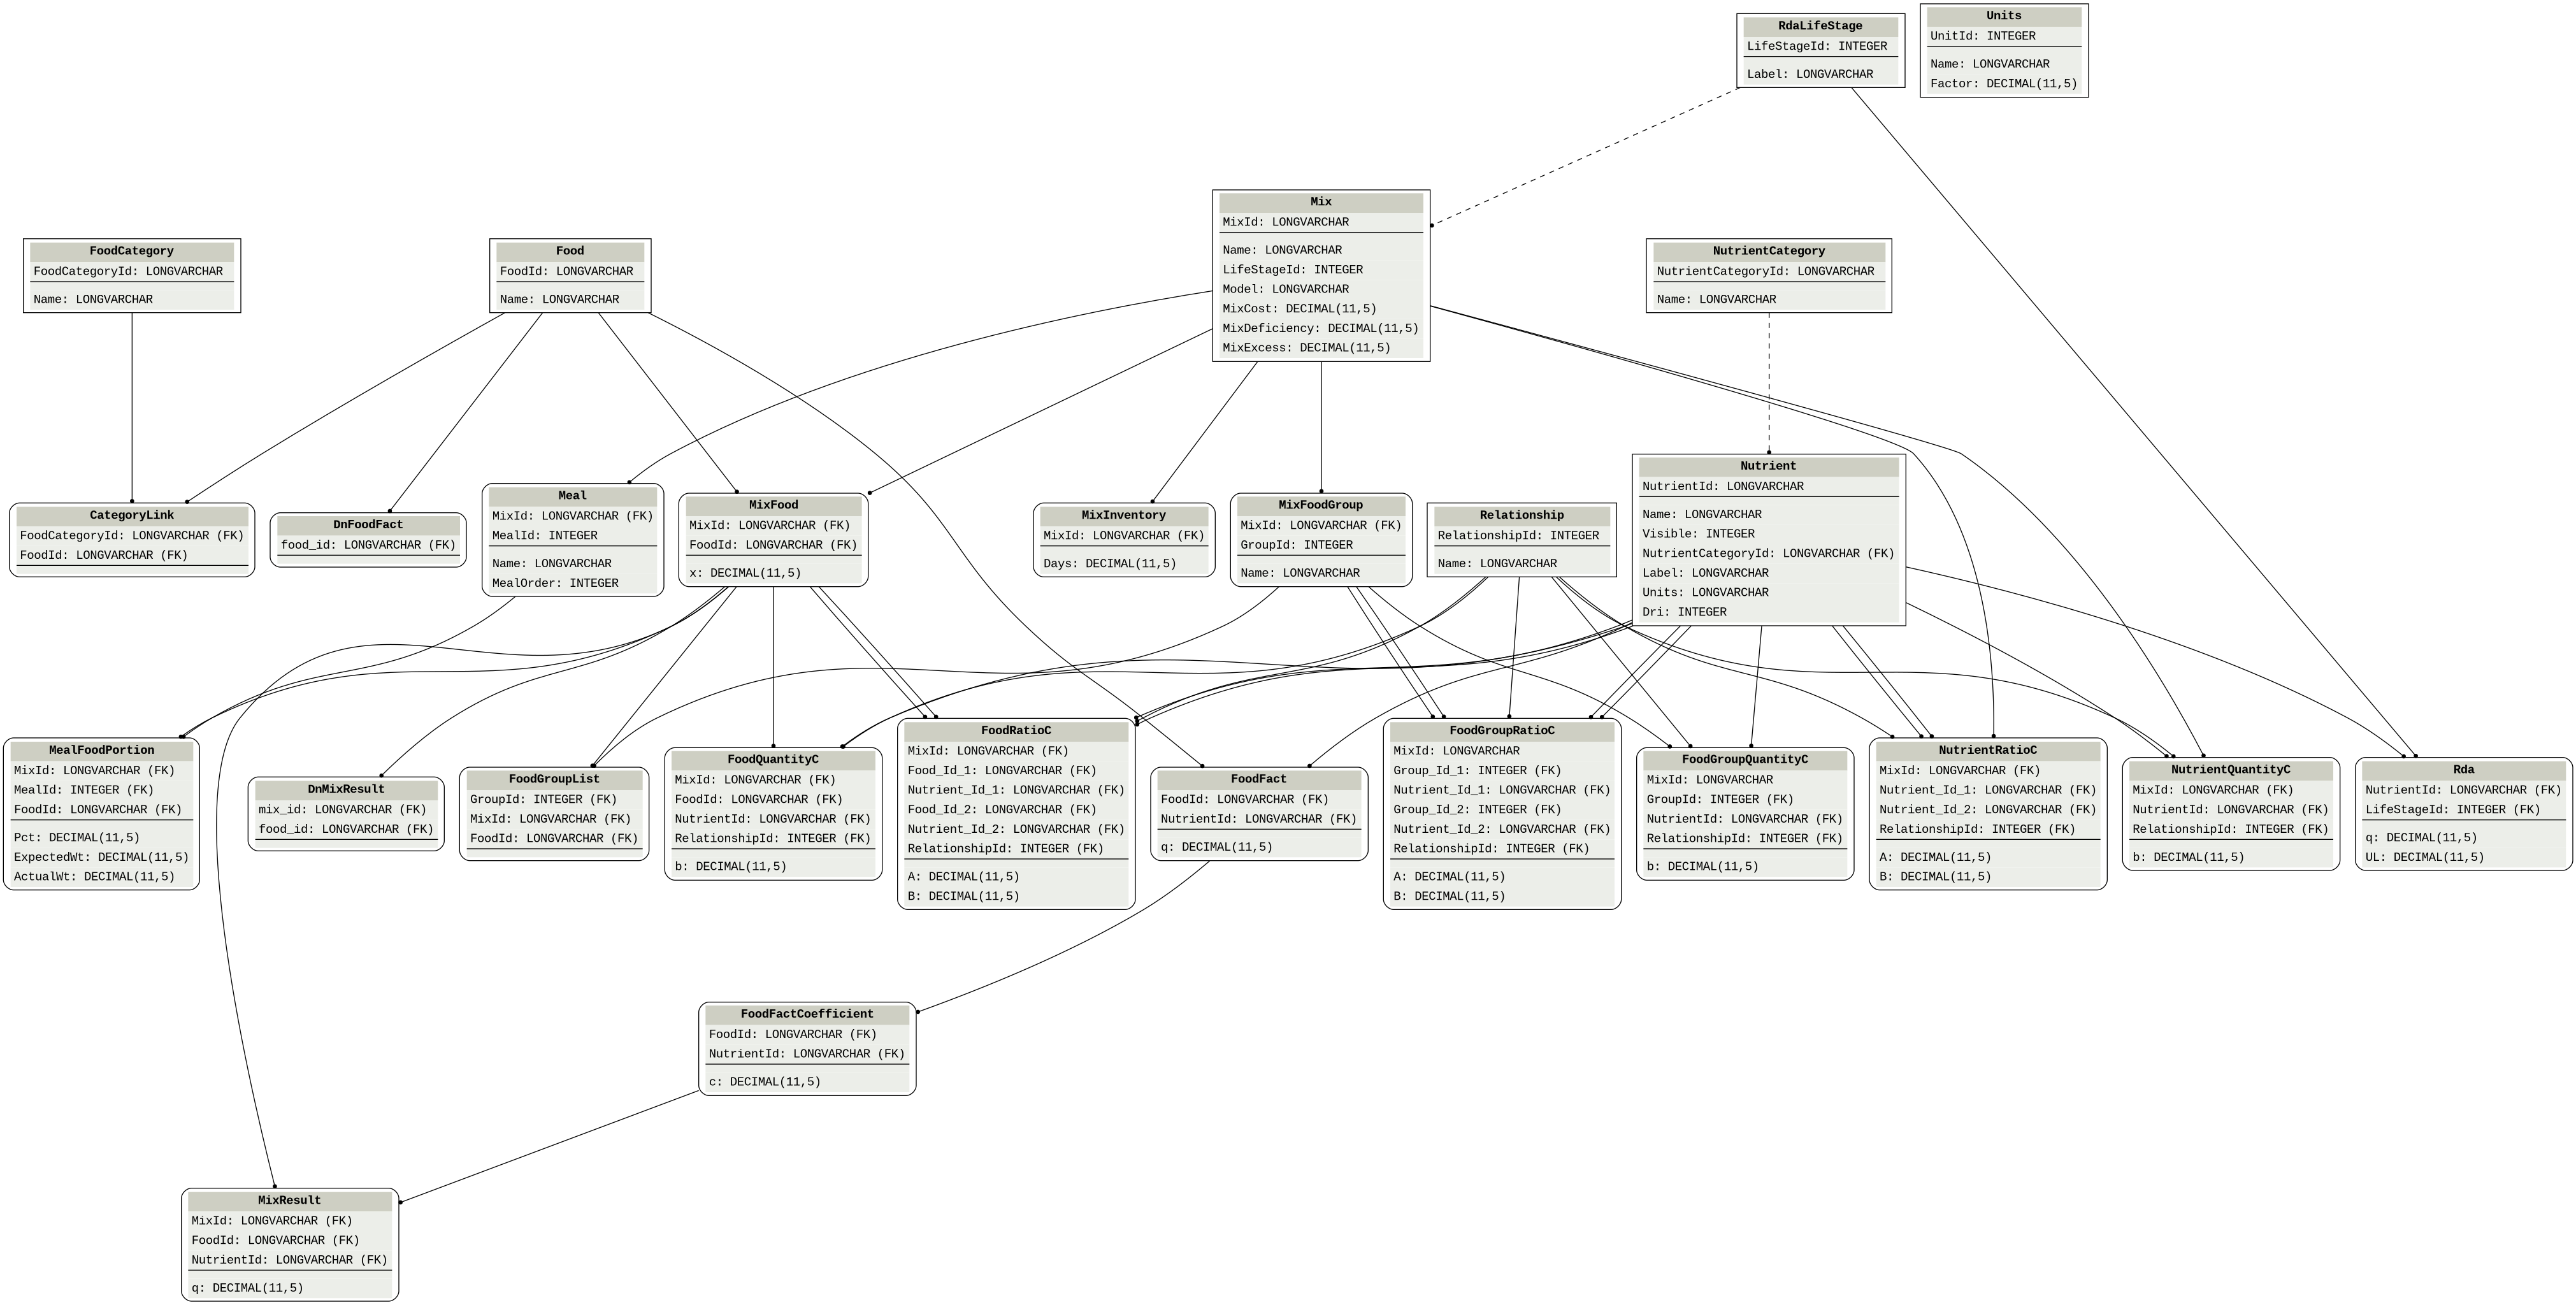 RdaLifeStage
LifeStageId: INTEGER
Label: LONGVARCHAR
Units
UnitId: INTEGER
Name: LONGVARCHAR
Factor: DECIMAL(11,5)
Mix
MixId: LONGVARCHAR
Name: LONGVARCHAR
LifeStageId: INTEGER
Model: LONGVARCHAR
MixCost: DECIMAL(11,5)
MixDeficiency: DECIMAL(11,5)
MixExcess: DECIMAL(11,5)
FoodCategory
FoodCategoryId: LONGVARCHAR
Name: LONGVARCHAR
Food
FoodId: LONGVARCHAR
Name: LONGVARCHAR
NutrientCategory
NutrientCategoryId: LONGVARCHAR
Name: LONGVARCHAR
CategoryLink
FoodCategoryId: LONGVARCHAR (FK)
FoodId: LONGVARCHAR (FK)
DnFoodFact
food_id: LONGVARCHAR (FK)
Meal
MixId: LONGVARCHAR (FK)
MealId: INTEGER
Name: LONGVARCHAR
MealOrder: INTEGER
MixFood
MixId: LONGVARCHAR (FK)
FoodId: LONGVARCHAR (FK)
x: DECIMAL(11,5)
MixInventory
MixId: LONGVARCHAR (FK)
Days: DECIMAL(11,5)
MixFoodGroup
MixId: LONGVARCHAR (FK)
GroupId: INTEGER
Name: LONGVARCHAR
Relationship
RelationshipId: INTEGER
Name: LONGVARCHAR
Nutrient
NutrientId: LONGVARCHAR
Name: LONGVARCHAR
Visible: INTEGER
NutrientCategoryId: LONGVARCHAR (FK)
Label: LONGVARCHAR
Units: LONGVARCHAR
Dri: INTEGER
MealFoodPortion
MixId: LONGVARCHAR (FK)
MealId: INTEGER (FK)
FoodId: LONGVARCHAR (FK)
Pct: DECIMAL(11,5)
ExpectedWt: DECIMAL(11,5)
ActualWt: DECIMAL(11,5)
DnMixResult
mix_id: LONGVARCHAR (FK)
food_id: LONGVARCHAR (FK)
FoodGroupList
GroupId: INTEGER (FK)
MixId: LONGVARCHAR (FK)
FoodId: LONGVARCHAR (FK)
FoodQuantityC
MixId: LONGVARCHAR (FK)
FoodId: LONGVARCHAR (FK)
NutrientId: LONGVARCHAR (FK)
RelationshipId: INTEGER (FK)
b: DECIMAL(11,5)
FoodRatioC
MixId: LONGVARCHAR (FK)
Food_Id_1: LONGVARCHAR (FK)
Nutrient_Id_1: LONGVARCHAR (FK)
Food_Id_2: LONGVARCHAR (FK)
Nutrient_Id_2: LONGVARCHAR (FK)
RelationshipId: INTEGER (FK)
A: DECIMAL(11,5)
B: DECIMAL(11,5)
FoodFact
FoodId: LONGVARCHAR (FK)
NutrientId: LONGVARCHAR (FK)
q: DECIMAL(11,5)
FoodGroupRatioC
MixId: LONGVARCHAR
Group_Id_1: INTEGER (FK)
Nutrient_Id_1: LONGVARCHAR (FK)
Group_Id_2: INTEGER (FK)
Nutrient_Id_2: LONGVARCHAR (FK)
RelationshipId: INTEGER (FK)
A: DECIMAL(11,5)
B: DECIMAL(11,5)
FoodGroupQuantityC
MixId: LONGVARCHAR
GroupId: INTEGER (FK)
NutrientId: LONGVARCHAR (FK)
RelationshipId: INTEGER (FK)
b: DECIMAL(11,5)
NutrientRatioC
MixId: LONGVARCHAR (FK)
Nutrient_Id_1: LONGVARCHAR (FK)
Nutrient_Id_2: LONGVARCHAR (FK)
RelationshipId: INTEGER (FK)
A: DECIMAL(11,5)
B: DECIMAL(11,5)
NutrientQuantityC
MixId: LONGVARCHAR (FK)
NutrientId: LONGVARCHAR (FK)
RelationshipId: INTEGER (FK)
b: DECIMAL(11,5)
Rda
NutrientId: LONGVARCHAR (FK)
LifeStageId: INTEGER (FK)
q: DECIMAL(11,5)
UL: DECIMAL(11,5)
FoodFactCoefficient
FoodId: LONGVARCHAR (FK)
NutrientId: LONGVARCHAR (FK)
c: DECIMAL(11,5)
MixResult
MixId: LONGVARCHAR (FK)
FoodId: LONGVARCHAR (FK)
NutrientId: LONGVARCHAR (FK)
q: DECIMAL(11,5)